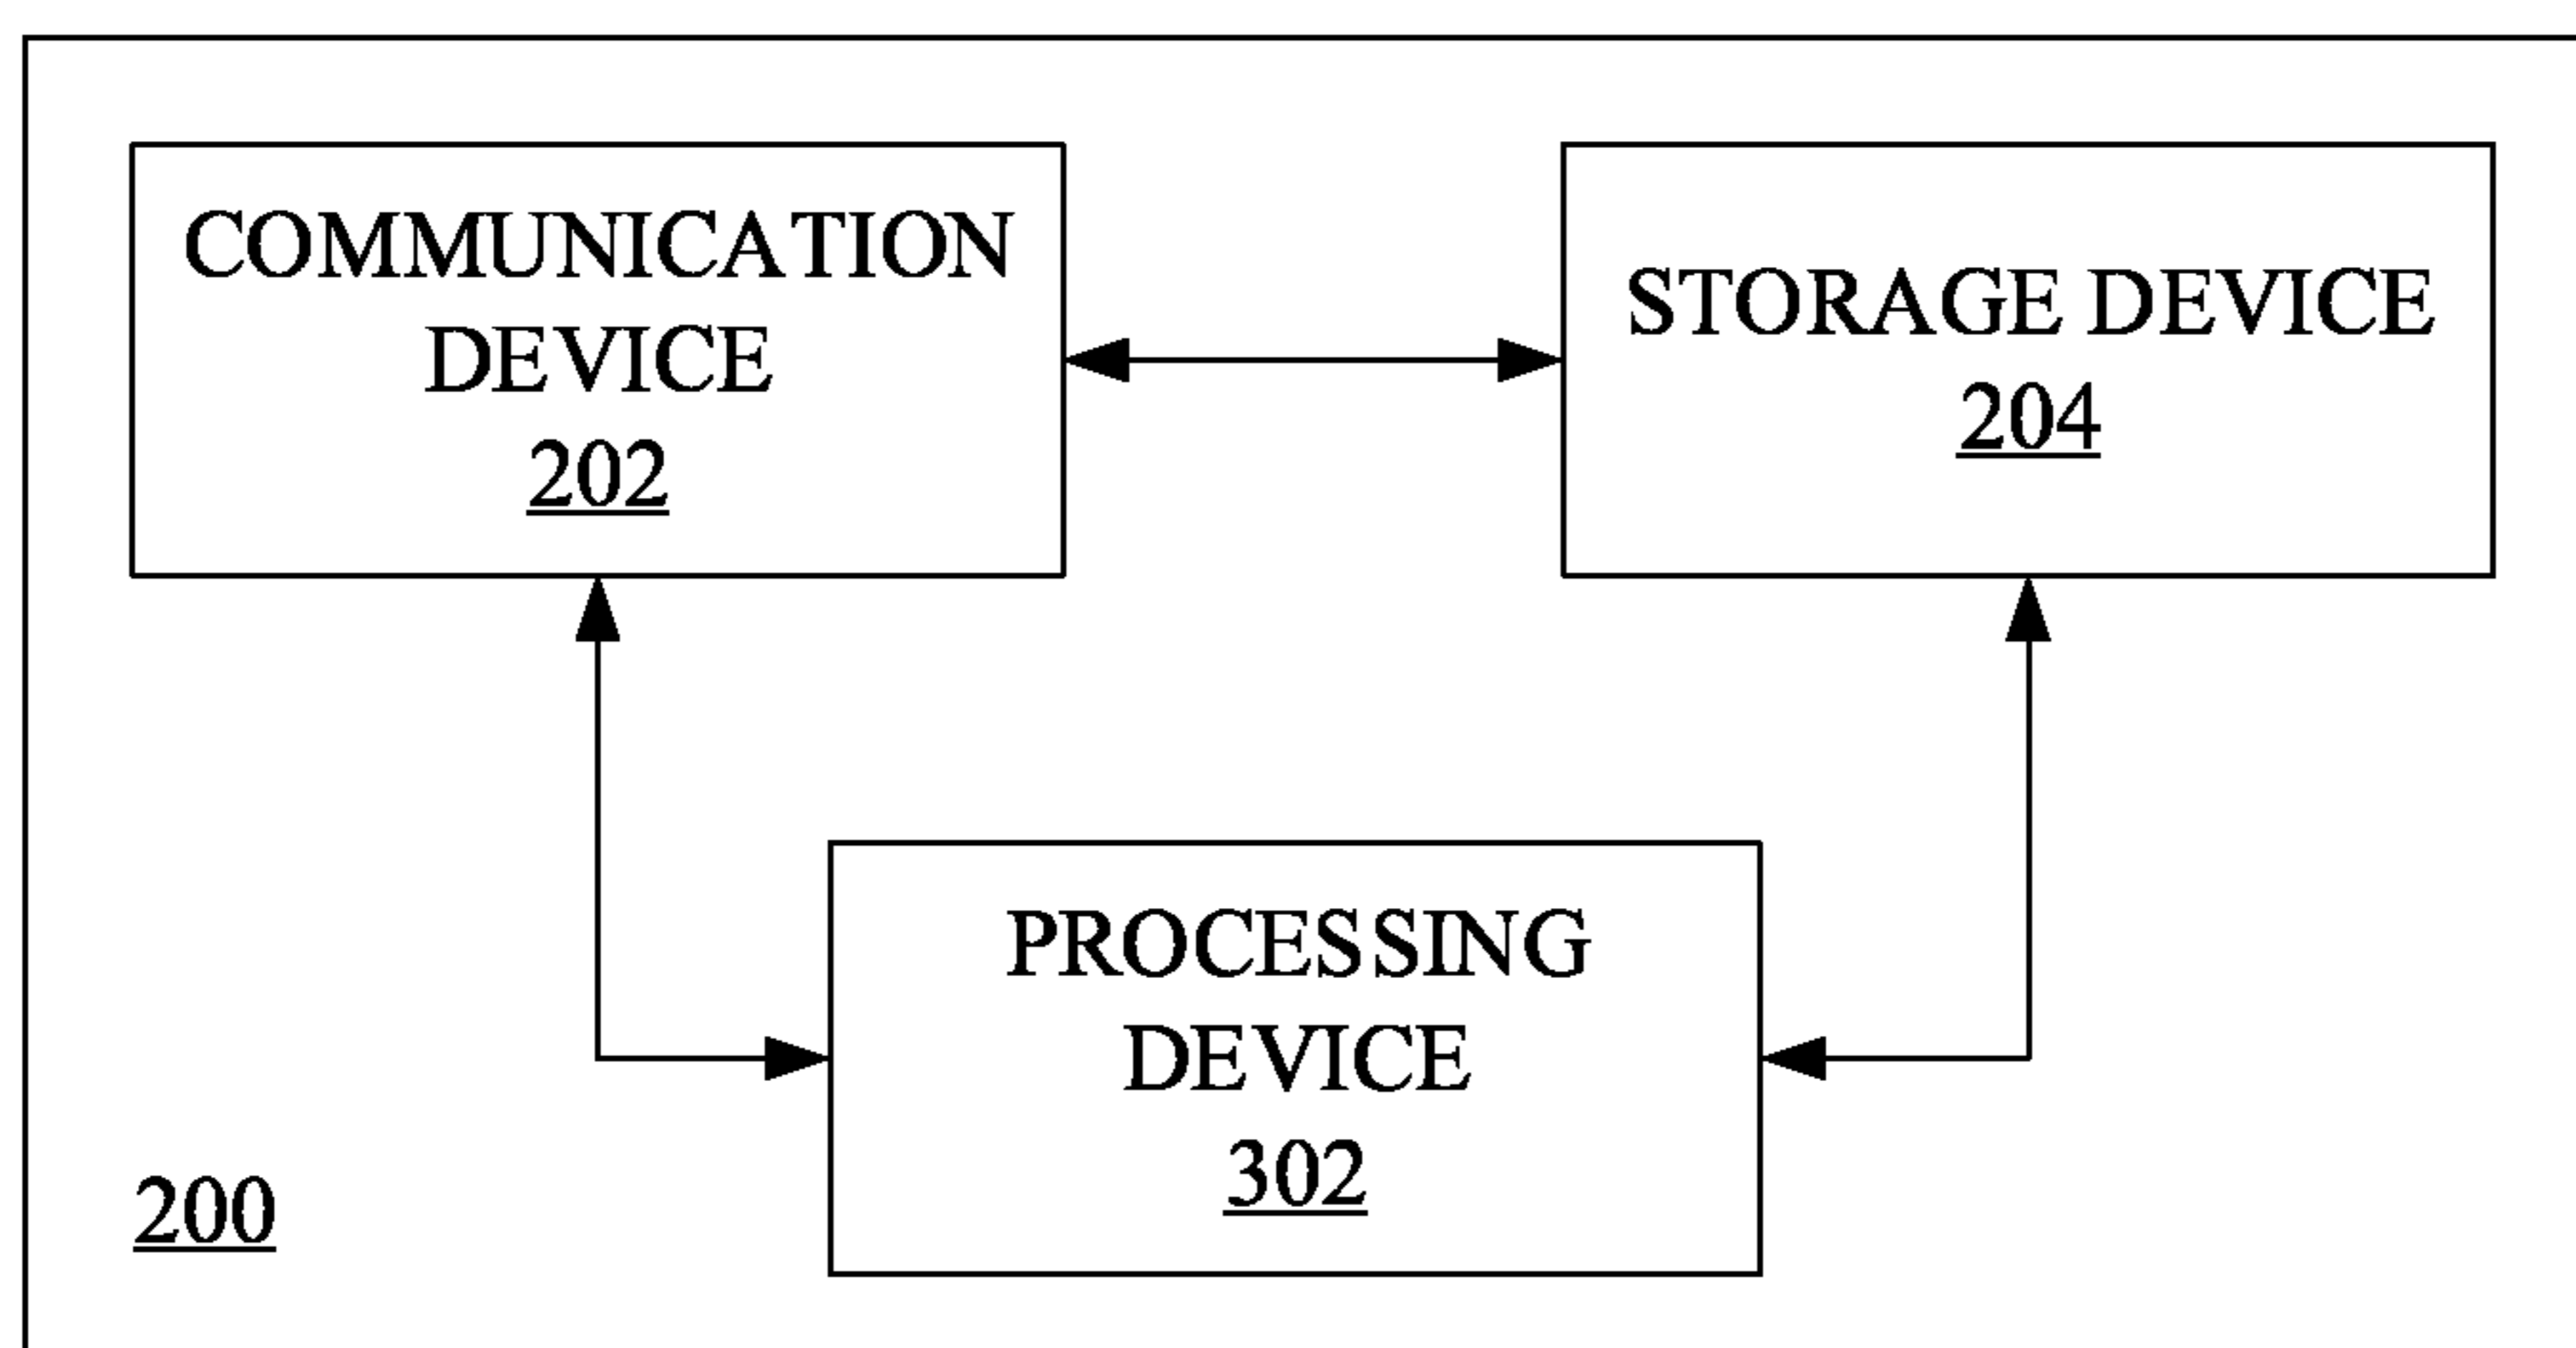 COMMUNICATION
DEVICE
202
STORAGE DEVICE
204
PROCESSING
DEVICE
302
200